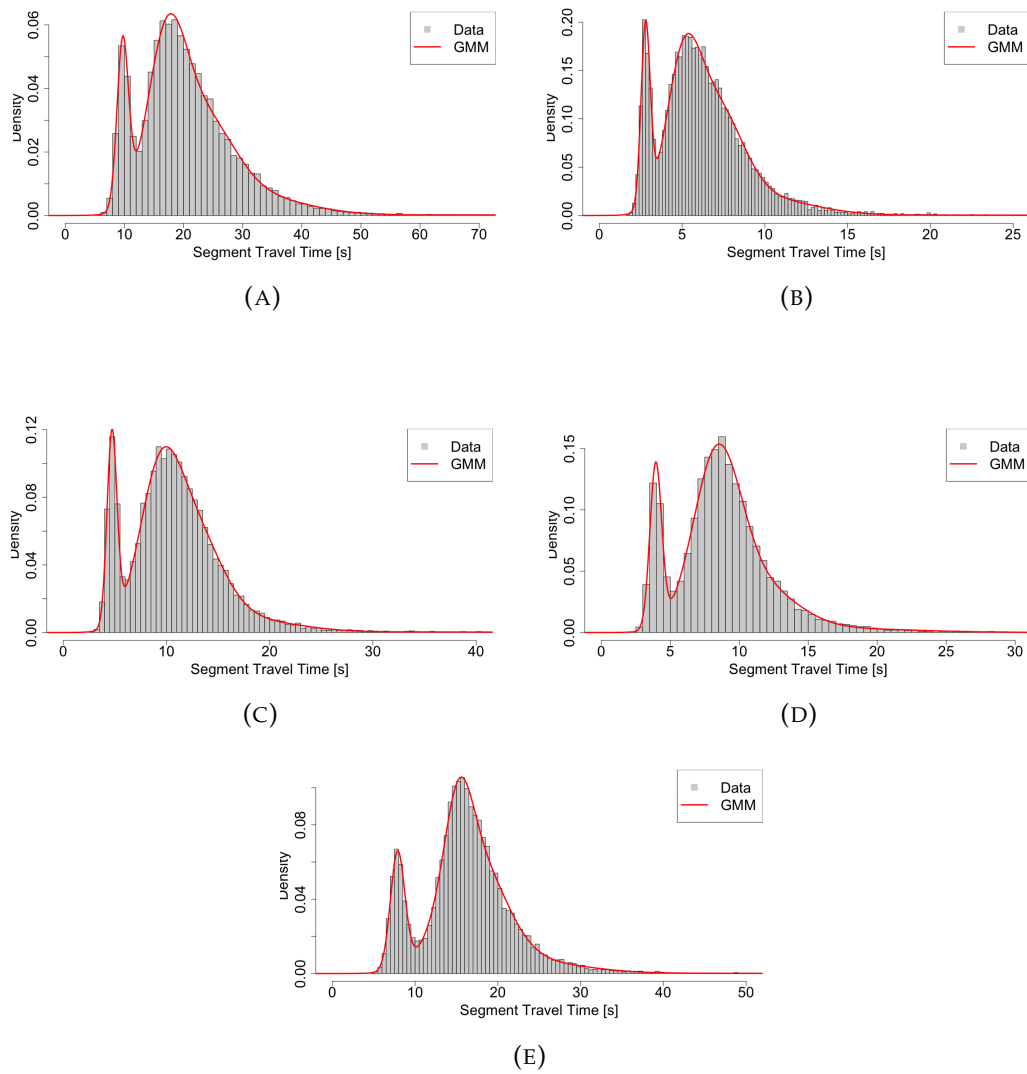 Density
0.00 0.02 0.04 0.06
Data
GMM
0 10 20 30 40 50 60 70
Segment Travel Time [s]
(A)
Density
0.00 0.05 0.10 0.15 0.20
Data
GMM
0 5 10 15 20 25
Segment Travel Time [s]
(B)
Density
0.00 0.04 0.08 0.12
Data
GMM
0 10 20 30 40
Segment Travel Time [s]
(C)
Density
0.00 0.05 0.10 0.15
Data
GMM
0 5 10 15 20 25 30
Segment Travel Time [s]
(D)
Density
0.00 0.04 0.08
Data
GMM
0 10 20 30 40 50
Segment Travel Time [s]
(E)